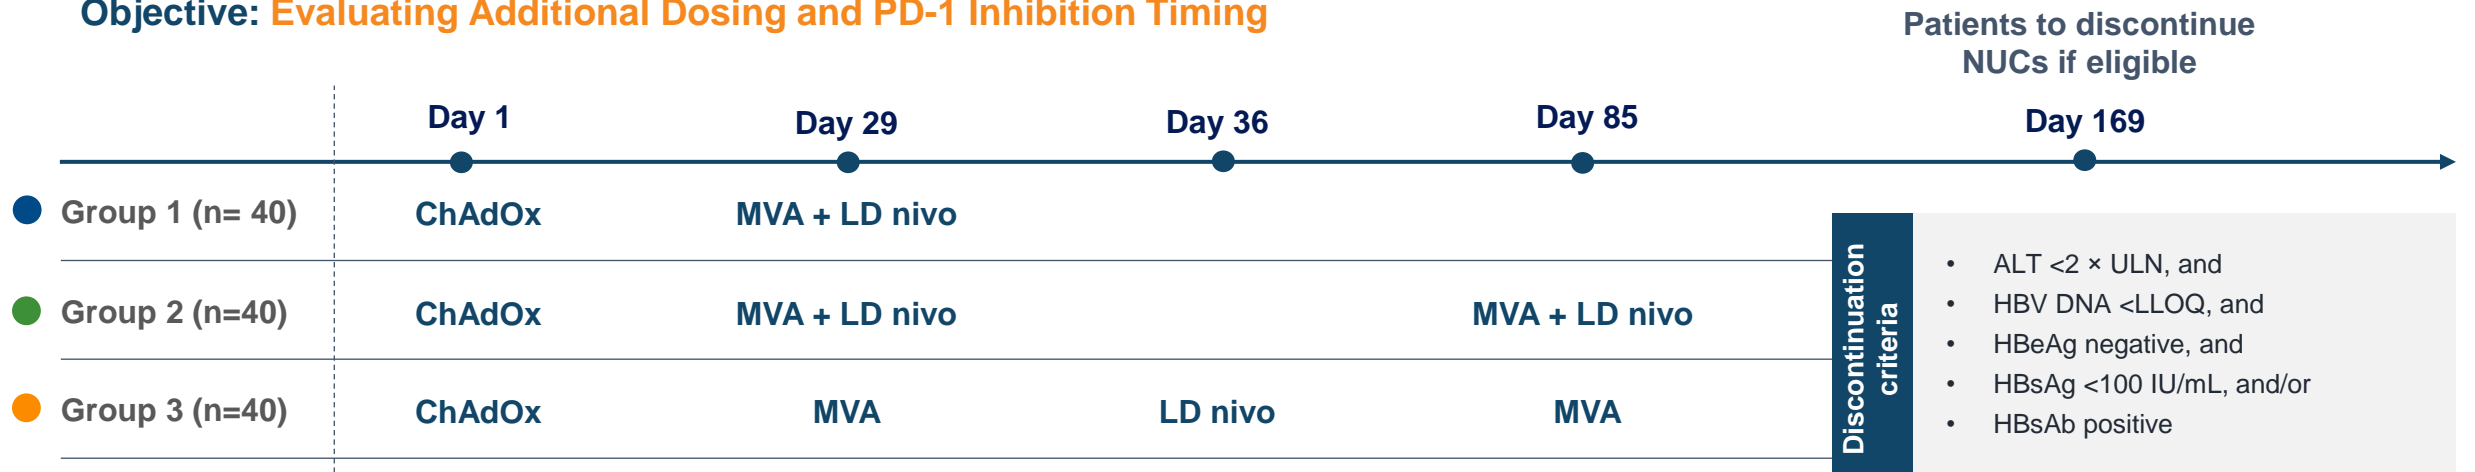 Objective: Evaluating Additional Dosing and PD-1 Inhibition Timing
Patients to discontinue
NUCs if eligible
Day 1
Day 29
Day 36
Day 85
Day 169
Group 1 (n= 40)
ChAdOx
MVA + LD nivo
Group 2 (n=40)
ChAdOx
MVA + LD nivo
MVA + LD nivo
Group 3 (n=40)
ChAdOx
MVA
LD nivo
MVA
Discontinuation
criteria
• ALT <2 × ULN, and
• HBV DNA <LLOQ, and
• HBeAg negative, and
• HBsAg <100 IU/mL, and/or
• HBsAb positive